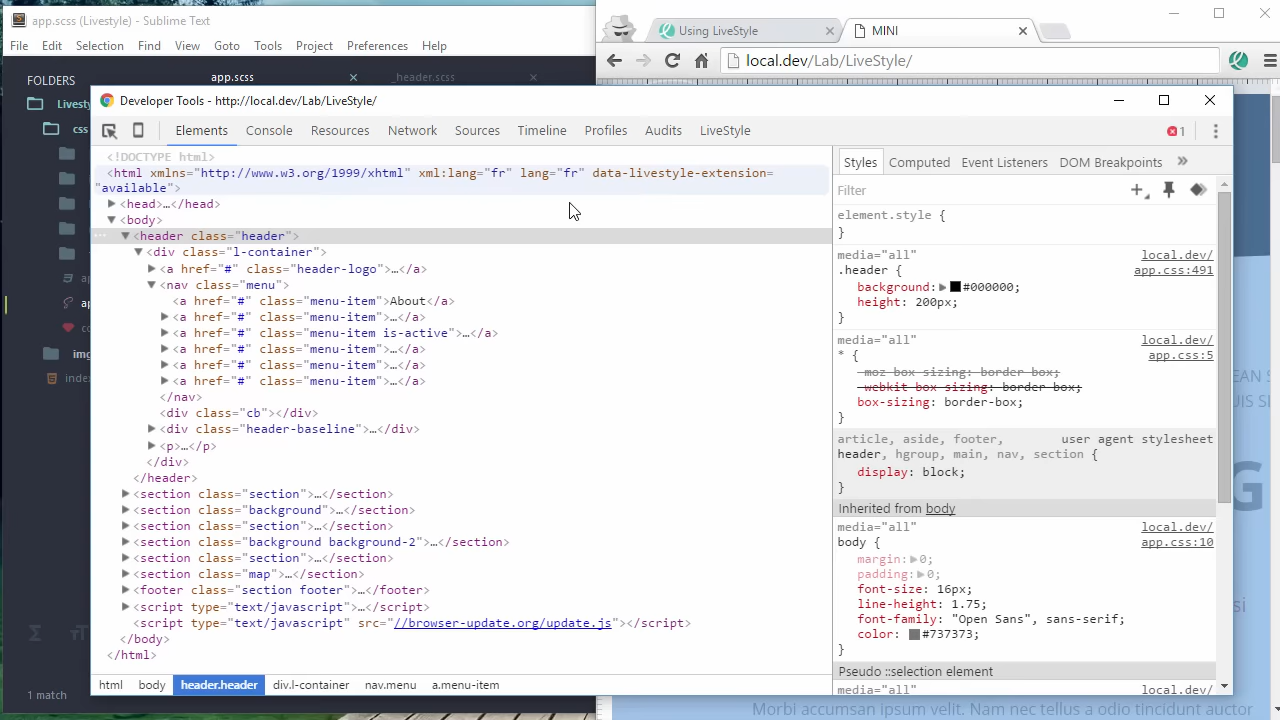 app.scss (Livestyle) - Sublime Text
File Edit Selection Find View Goto Tools Project Preferences Help
FOLDERS
app.scss
_header.scss
Livesty
css
ap
ap
co
img
index
1 match
Using LiveStyle
MINI
local.dev/Lab/LiveStyle/
Developer Tools - http://local.dev/Lab/LiveStyle/
Elements Console Resources Network Sources Timeline Profiles Audits LiveStyle
1
<!DOCTYPE html>
<html xmlns="http://www.w3.org/1999/xhtml" xml:lang="fr" lang="fr" data-livestyle-extension=
"available">
<head>…</head>
<body>
<header class="header">
<div class="l-container">
<a href="#" class="header-logo">…</a>
<nav class="menu">
<a href="#" class="menu-item">About</a>
<a href="#" class="menu-item">…</a>
<a href="#" class="menu-item is-active">…</a>
<a href="#" class="menu-item">…</a>
<a href="#" class="menu-item">…</a>
<a href="#" class="menu-item">…</a>
</nav>
<div class="cb"></div>
<div class="header-baseline">…</div>
<p>…</p>
</div>
</header>
<section class="section">…</section>
<section class="background">…</section>
<section class="section">…</section>
<section class="background background-2">…</section>
<section class="section">…</section>
<section class="map">…</section>
<footer class="section footer">…</footer>
<script type="text/javascript">…</script>
<script type="text/javascript" src="//browser-update.org/update.js"></script>
</body>
</html>
html body header.header div.l-container nav.menu a.menu-item
Styles Computed Event Listeners DOM Breakpoints »
Filter
element.style {
}
media="all" local.dev/
.header { app.css:491
background: #000000;
height: 200px;
}
media="all" local.dev/
* { app.css:5
-moz-box-sizing: border-box;
-webkit-box-sizing: border-box;
box-sizing: border-box;
}
article, aside, footer, user agent stylesheet
header, hgroup, main, nav, section {
display: block;
}
Inherited from body
media="all" local.dev/
body { app.css:10
margin: 0;
padding: 0;
font-size: 16px;
line-height: 1.75;
font-family: "Open Sans", sans-serif;
color: #737373;
}
Pseudo ::selection element
media="all" local.dev/
EAN S
UIS SE
G
si
Morbi accumsan ipsum velit. Nam nec tellus a odio tincidunt auctor